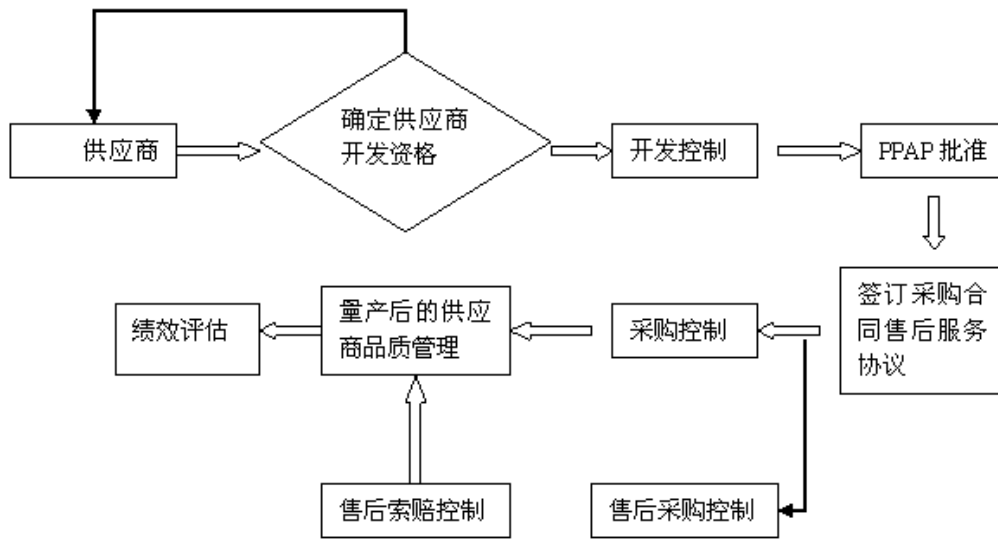 供应商
确定供应商
开发资格
开发控制
PPAP 批准
签订采购合
同售后服务
协议
采购控制
量产后的供应
商品质管理
绩效评估
售后索赔控制
售后采购控制